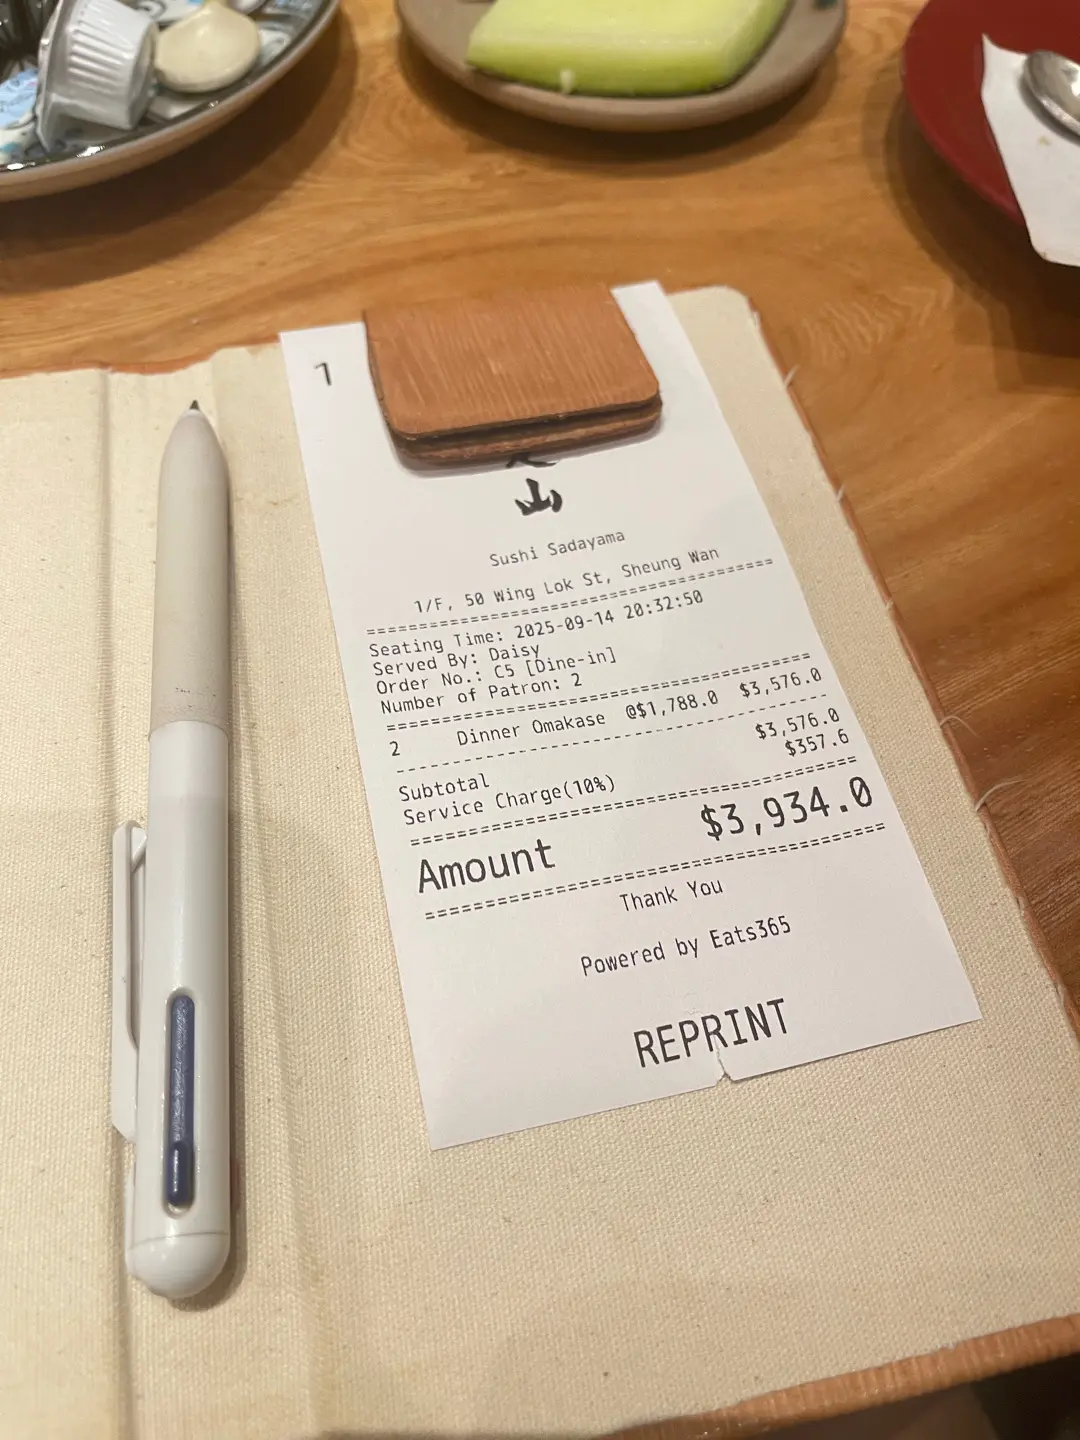 1
山
Sushi Sadayama
1/F, 50 Wing Lok St, Sheung Wan
================================================
Seating Time: 2025-09-14 20:32:50
Served By: Daisy
Order No.: C5 [Dine-in]
Number of Patron: 2
================================================
2 Dinner Omakase @$1,788.0 $3,576.0
------------------------------------------------
Subtotal $3,576.0
Service Charge(10%) $357.6
================================================
Amount $3,934.0
================================================
Thank You
Powered by Eats365
REPRINT